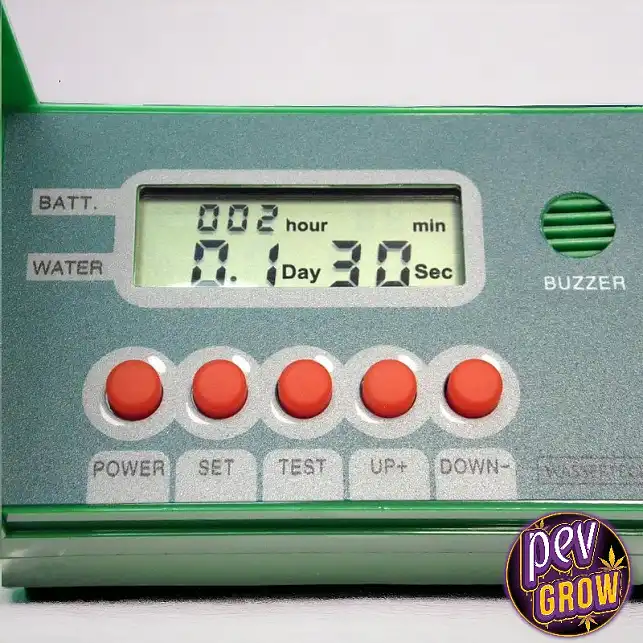 BATT.
002 hour min
WATER
0.1 Day 30 Sec
BUZZER
POWER SET TEST UP+ DOWN-
pev
GROW